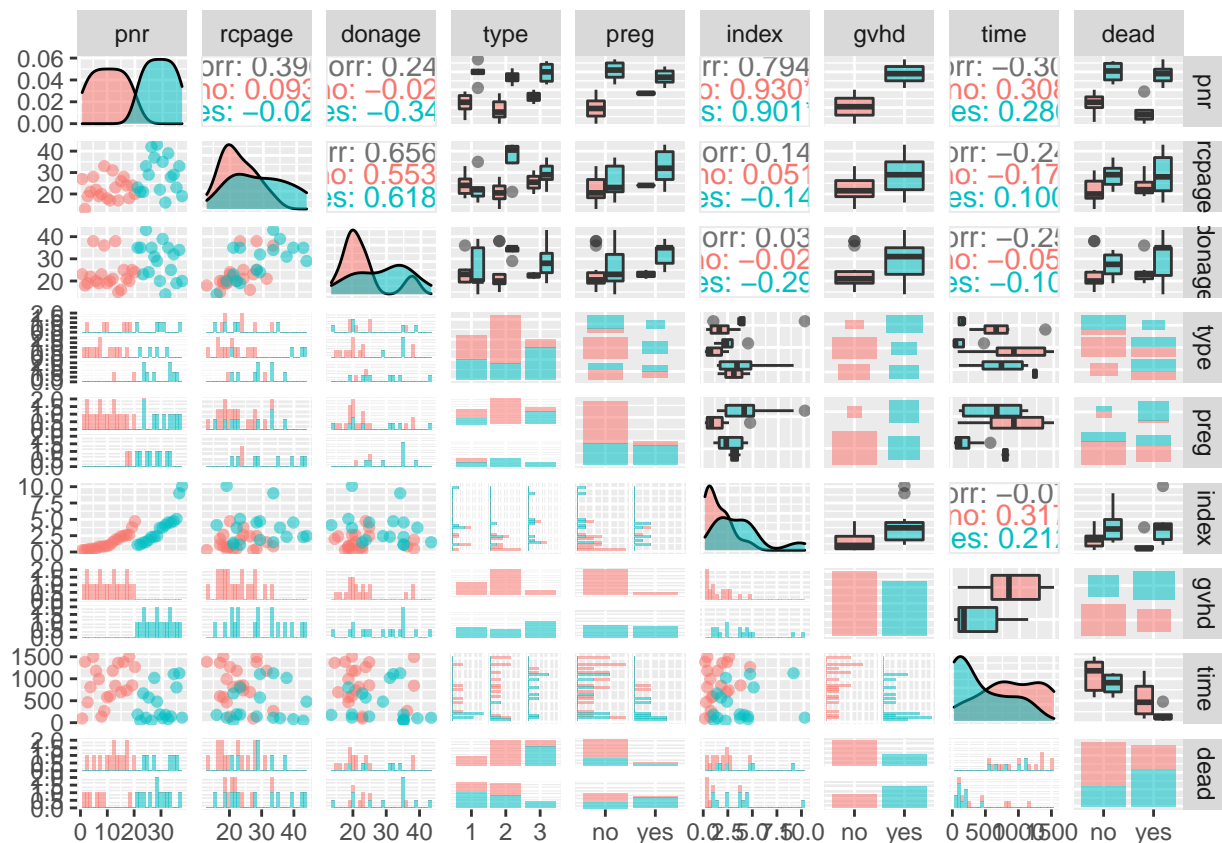 pnr rcpage donage type preg index gvhd time dead
0.06
0.04
0.02
0.00
pnr
40
30
20
rcpage
40
30
20
donage
type
preg
10.0
7.5
5.0
2.5
0.0
index
gvhd
1500
1000
500
0
time
dead
orr: 0.390
no: 0.093
es: −0.02
orr: 0.24
no: −0.02
es: −0.34
rr: 0.794
o: 0.930*
s: 0.901*
orr: −0.30
no: 0.308
es: 0.280
rr: 0.656
no: 0.553
es: 0.618
orr: 0.14
no: 0.051
es: −0.14
orr: −0.24
no: −0.17
es: 0.100
orr: 0.03
no: −0.02
es: −0.29
orr: −0.25
no: −0.05
es: −0.10
orr: −0.0
no: 0.317
es: 0.212
0 10 20 30 20 30 40 20 30 40 1 2 3 no yes 0.0 2.5 5.0 7.5 10.0 no yes 0 500 1000 1500 no yes